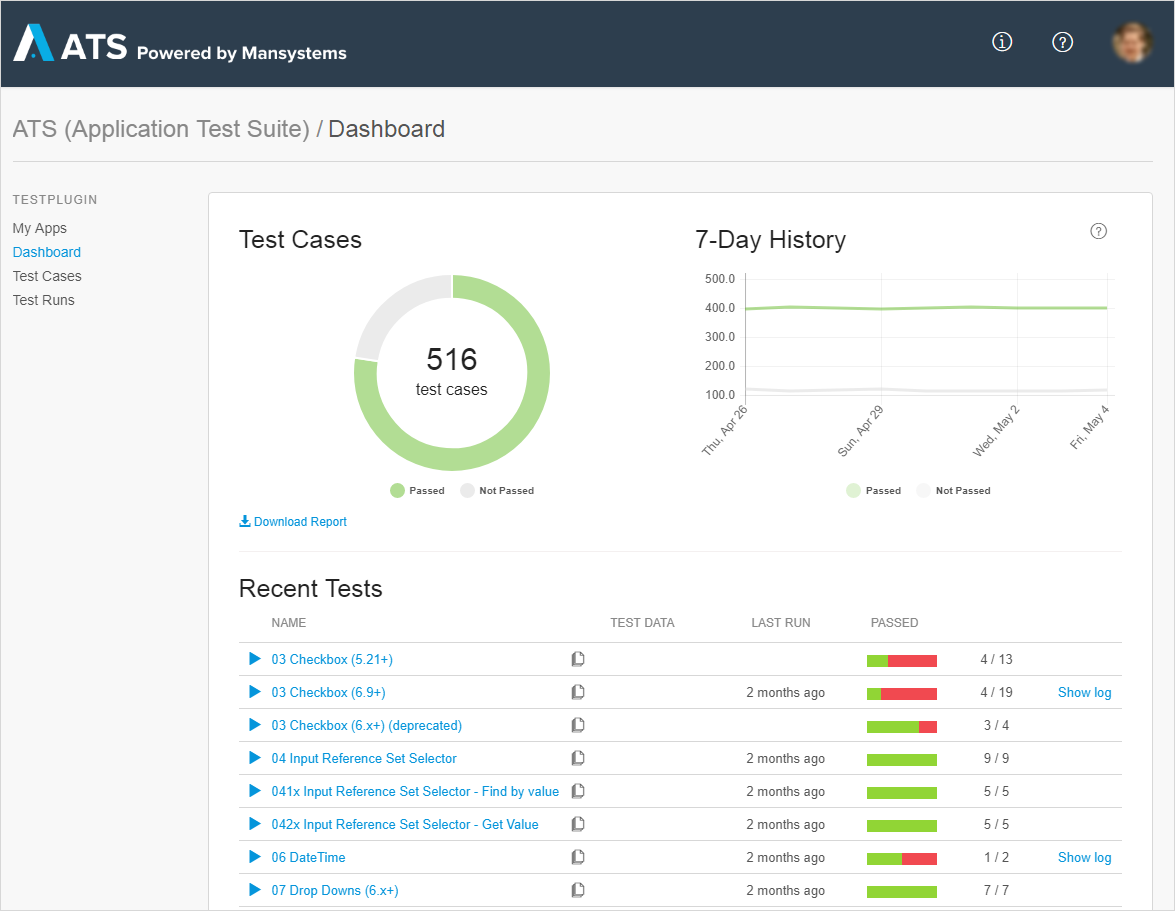 ATS Powered by Mansystems
ATS (Application Test Suite) / Dashboard
TESTPLUGIN
My Apps
Dashboard
Test Cases
Test Runs
Test Cases
516
test cases
Passed Not Passed
Download Report
7-Day History
?
500.0
400.0
300.0
200.0
100.0
Thu, Apr 26
Sun, Apr 29
Wed, May 2
Fri, May 4
Passed Not Passed
Recent Tests
NAME TEST DATA LAST RUN PASSED
03 Checkbox (5.21+) 4 / 13
03 Checkbox (6.9+) 2 months ago 4 / 19 Show log
03 Checkbox (6.x+) (deprecated) 3 / 4
04 Input Reference Set Selector 2 months ago 9 / 9
041x Input Reference Set Selector - Find by value 2 months ago 5 / 5
042x Input Reference Set Selector - Get Value 2 months ago 5 / 5
06 DateTime 2 months ago 1 / 2 Show log
07 Drop Downs (6.x+) 2 months ago 7 / 7